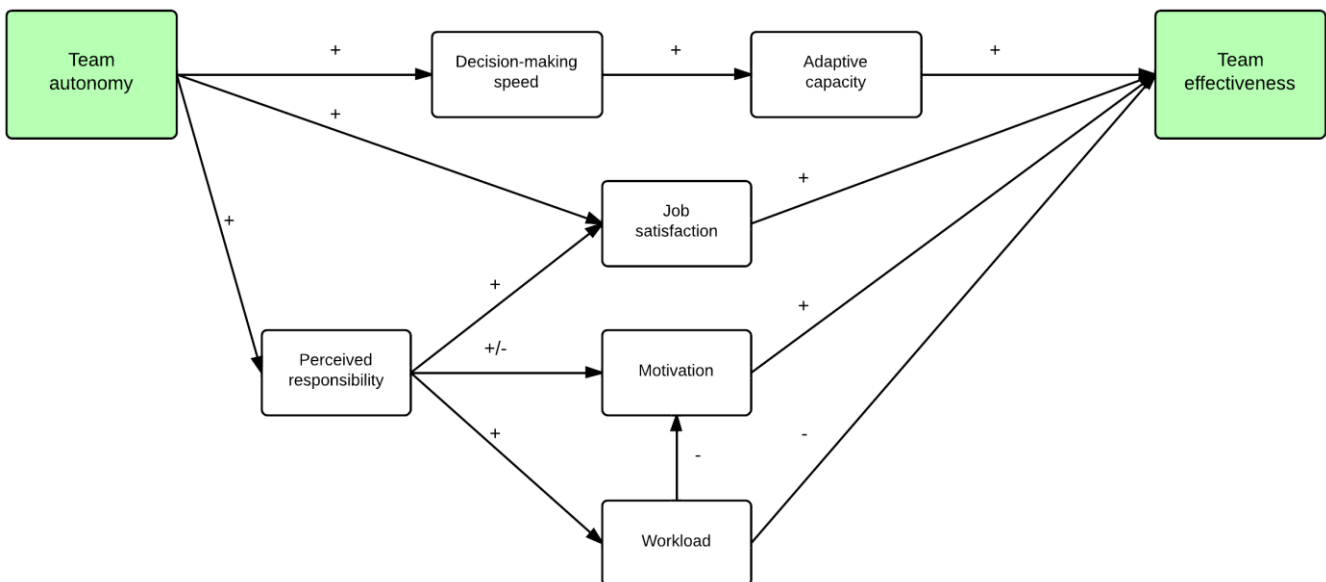 Team
autonomy
+
Decision-making
speed
+
Adaptive
capacity
+
Team
effectiveness
+
+
Job
satisfaction
+
+
Perceived
responsibility
+/-
Motivation
+
+
-
-
Workload